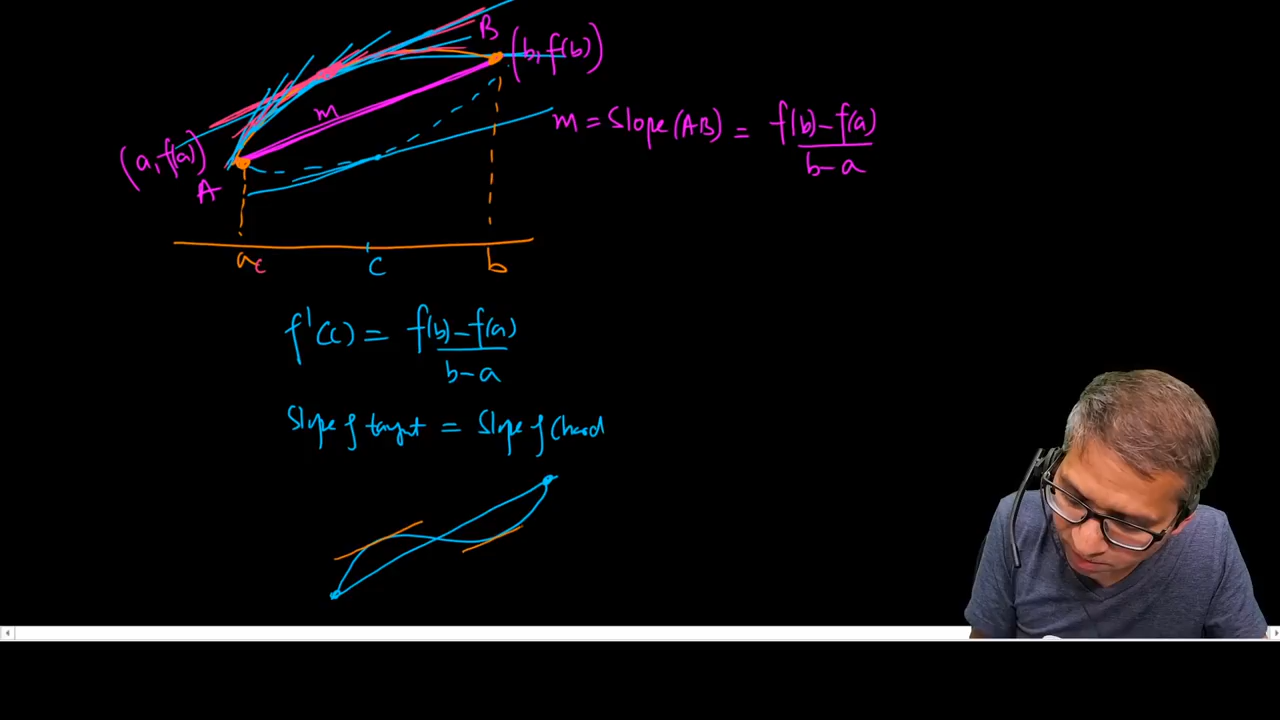 B
(b, f(b))
m
m = Slope(AB) = f(b)-f(a)
b-a
(a, f(a))
A
a c c b
f'(c) = f(b)-f(a)
b-a
Slope of tangent = Slope of Chord